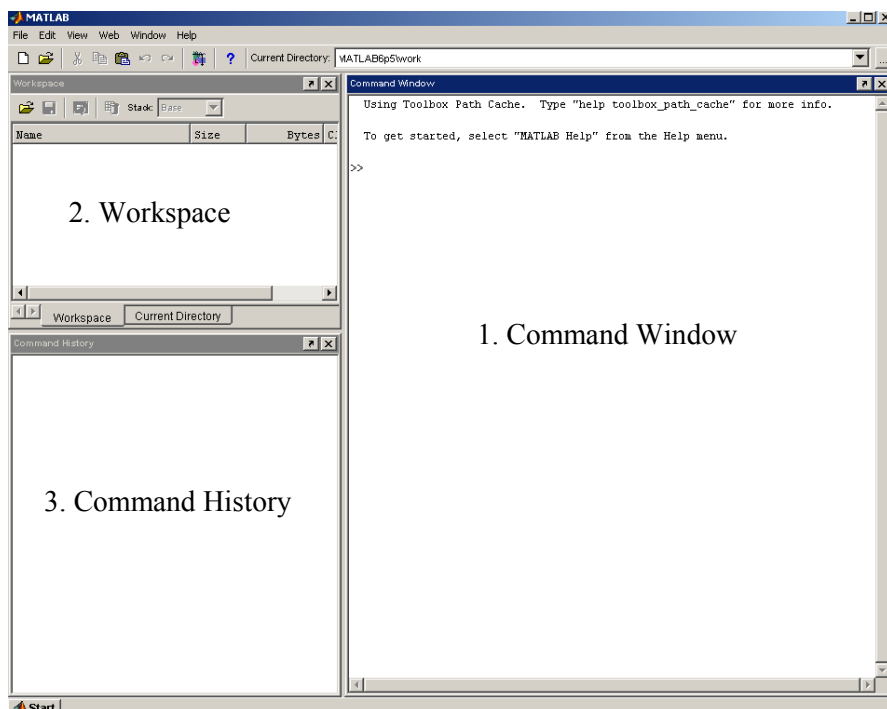 MATLAB
File Edit View Web Window Help
? Current Directory: MATLAB6p5\work
Workspace
Stack: Base
Name Size Bytes C
2. Workspace
Workspace Current Directory
Command History
3. Command History
Command Window
Using Toolbox Path Cache. Type "help toolbox_path_cache" for more info.
To get started, select "MATLAB Help" from the Help menu.
>>
1. Command Window
Start